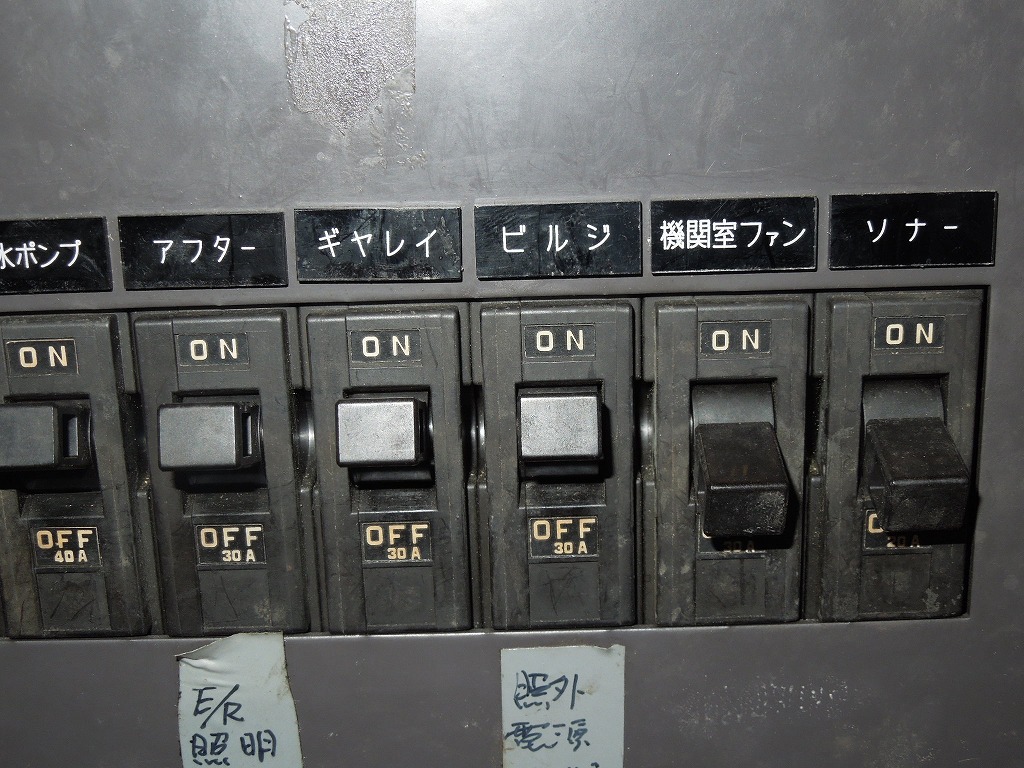 水ポンプ
アフター
ギヤレイ
ビルジ
機関室ファン
ソナー
ON
ON
ON
ON
ON
ON
OFF
40A
OFF
30A
OFF
30A
OFF
30A
E/R
照明
照外
電源